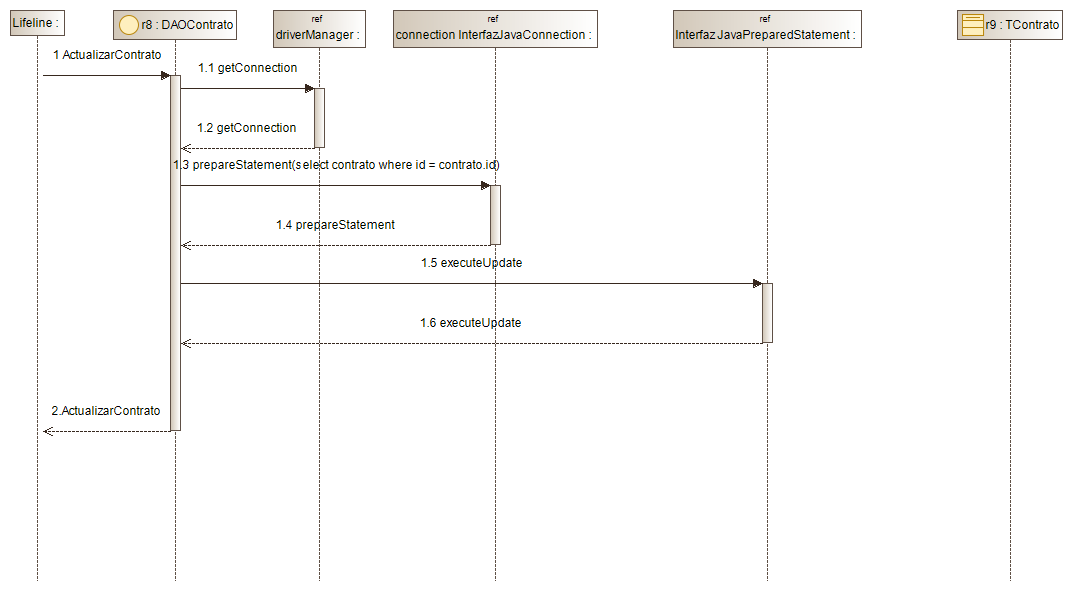 Lifeline :
r8 : DAOContrato
ref
driverManager :
ref
connection InterfazJavaConnection :
ref
InterfazJavaPreparedStatement :
r9 : TContrato
1 ActualizarContrato
1.1 getConnection
1.2 getConnection
1.3 prepareStatement(select contrato where id = contrato.id)
1.4 prepareStatement
1.5 executeUpdate
1.6 executeUpdate
2.ActualizarContrato